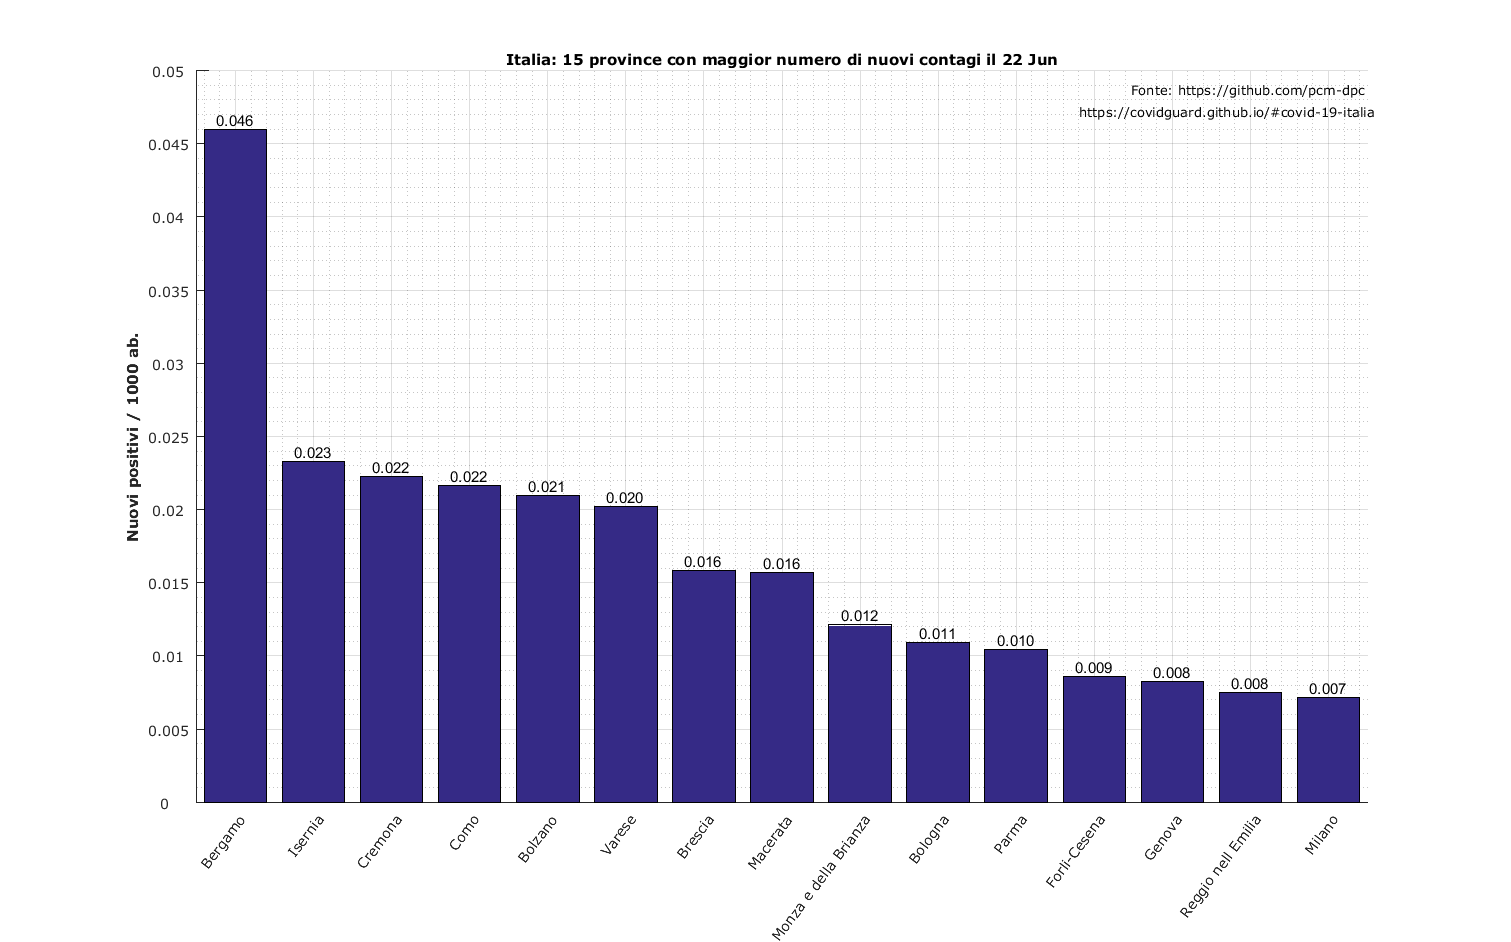 Italia: 15 province con maggior numero di nuovi contagi il 22 Jun
Fonte: https://github.com/pcm-dpc
https://covidguard.github.io/#covid-19-italia
Nuovi positivi / 1000 ab.
0.05
0.045
0.04
0.035
0.03
0.025
0.02
0.015
0.01
0.005
0
0.046
0.023
0.022
0.022
0.021
0.020
0.016
0.016
0.012
0.011
0.010
0.009
0.008
0.008
0.007
Bergamo
Isernia
Cremona
Como
Bolzano
Varese
Brescia
Macerata
Monza e della Brianza
Bologna
Parma
Forlì-Cesena
Genova
Reggio nell Emilia
Milano